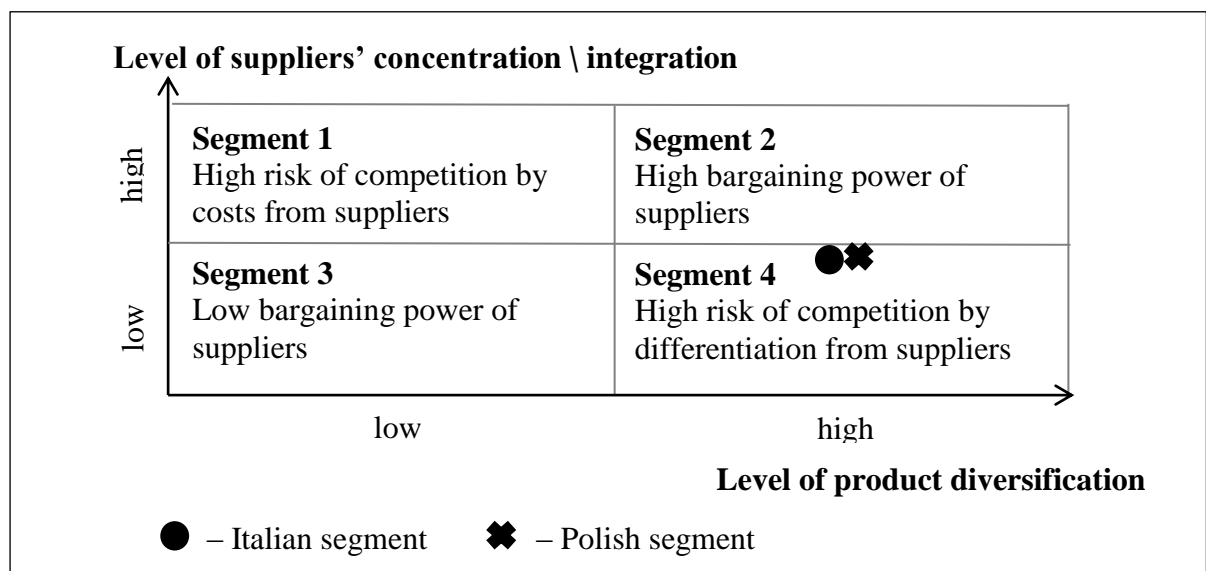 Level of suppliers’ concentration \ integration
high
Segment 1
High risk of competition by
costs from suppliers
Segment 2
High bargaining power of
suppliers
low
Segment 3
Low bargaining power of
suppliers
Segment 4
High risk of competition by
differentiation from suppliers
low
high
Level of product diversification
– Italian segment
– Polish segment